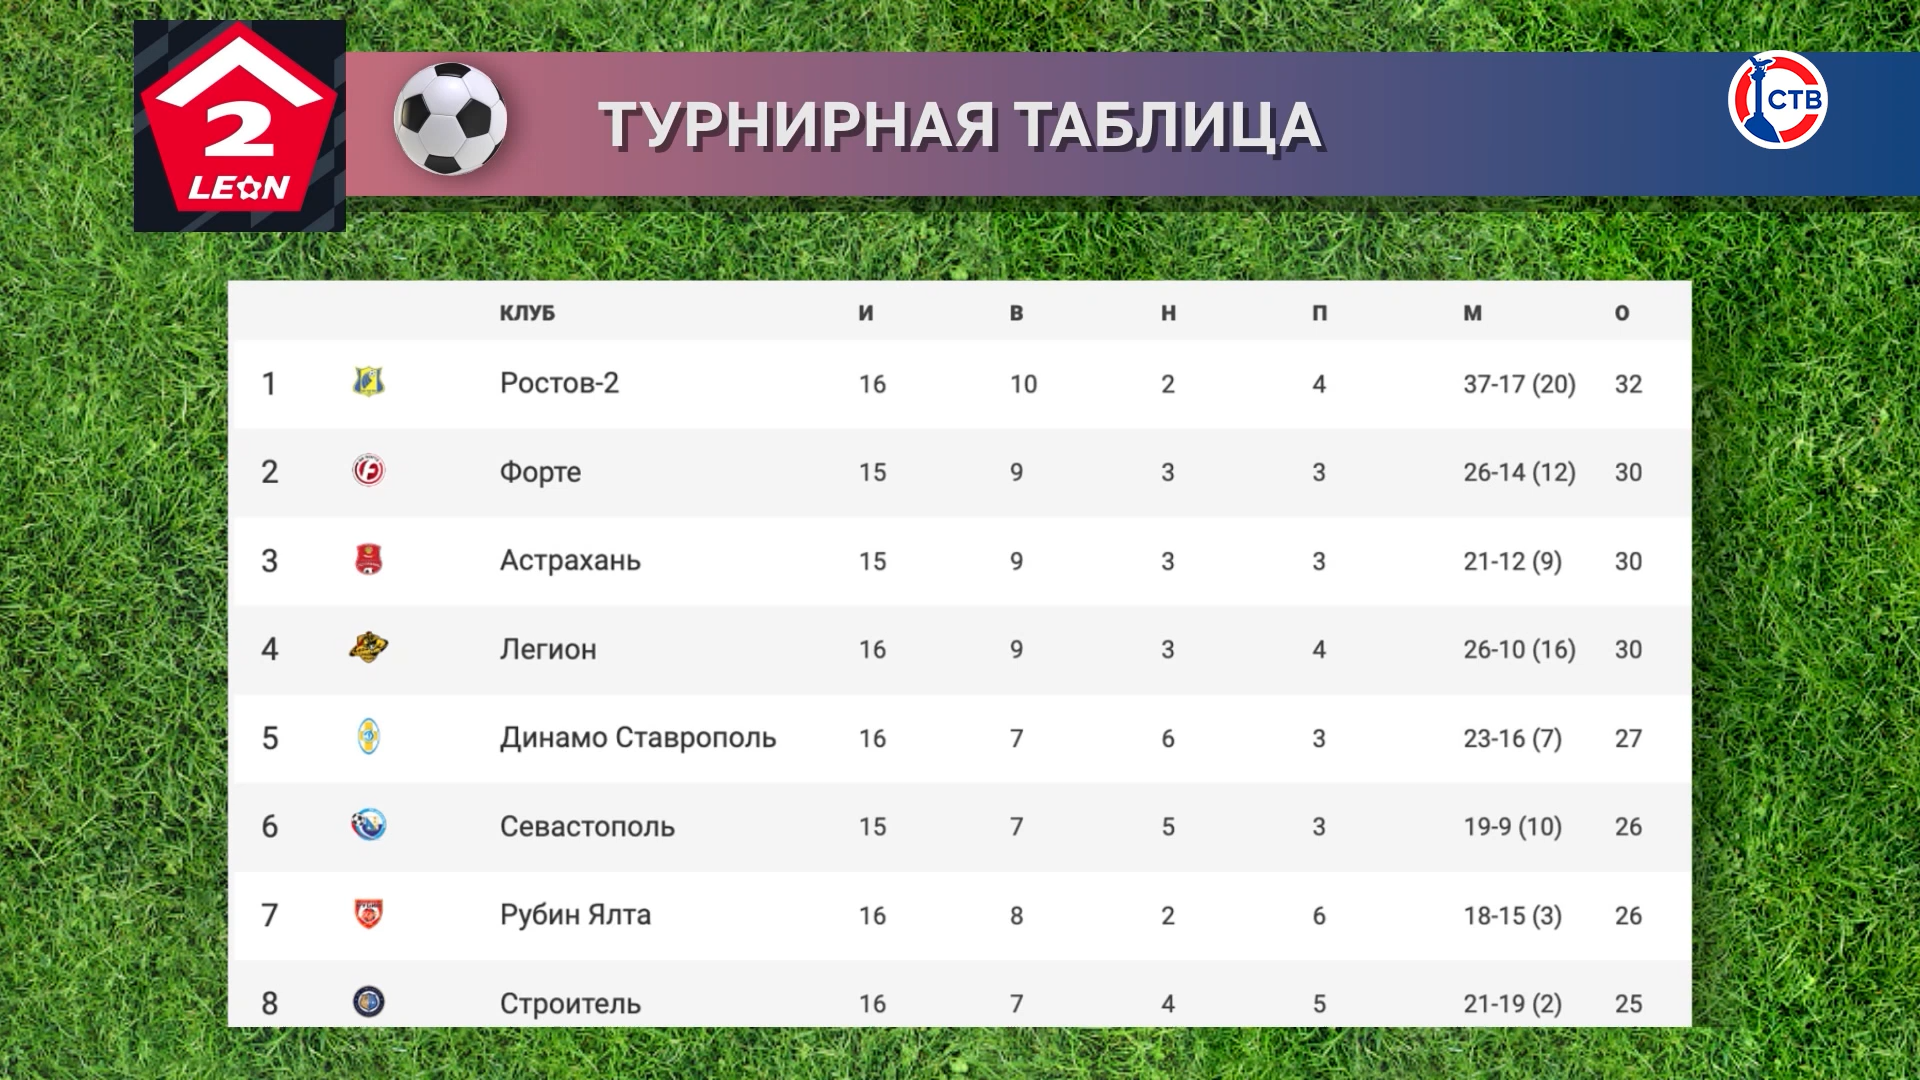 2
LEON
ТУРНИРНАЯ ТАБЛИЦА
СТВ
КЛУБ И В Н П М О
1 Ростов-2 16 10 2 4 37-17 (20) 32
2 Форте 15 9 3 3 26-14 (12) 30
3 Астрахань 15 9 3 3 21-12 (9) 30
4 Легион 16 9 3 4 26-10 (16) 30
5 Динамо Ставрополь 16 7 6 3 23-16 (7) 27
6 Севастополь 15 7 5 3 19-9 (10) 26
7 Рубин Ялта 16 8 2 6 18-15 (3) 26
8 Строитель 16 7 4 5 21-19 (2) 25